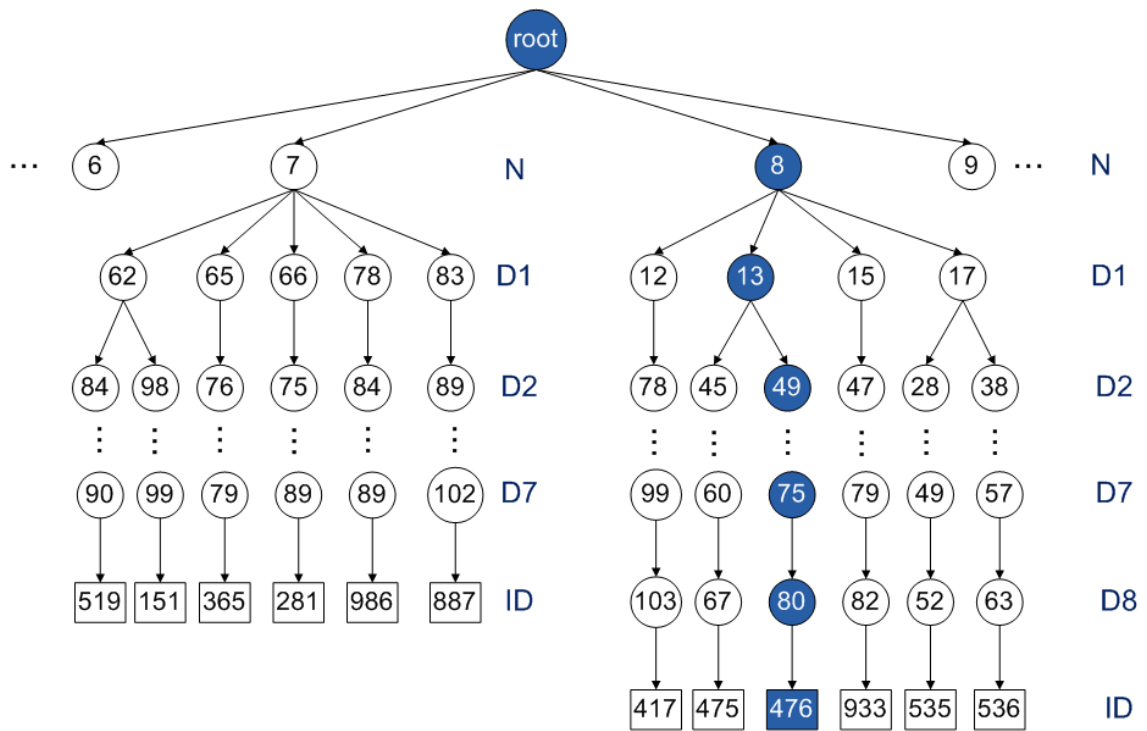 root
... 6 7 N 8 9 ... N
62 65 66 78 83 D1 12 13 15 17 D1
84 98 76 75 84 89 D2 78 45 49 47 28 38 D2
90 99 79 89 89 102 D7 99 60 75 79 49 57 D7
519 151 365 281 986 887 ID 103 67 80 82 52 63 D8
417 475 476 933 535 536 ID